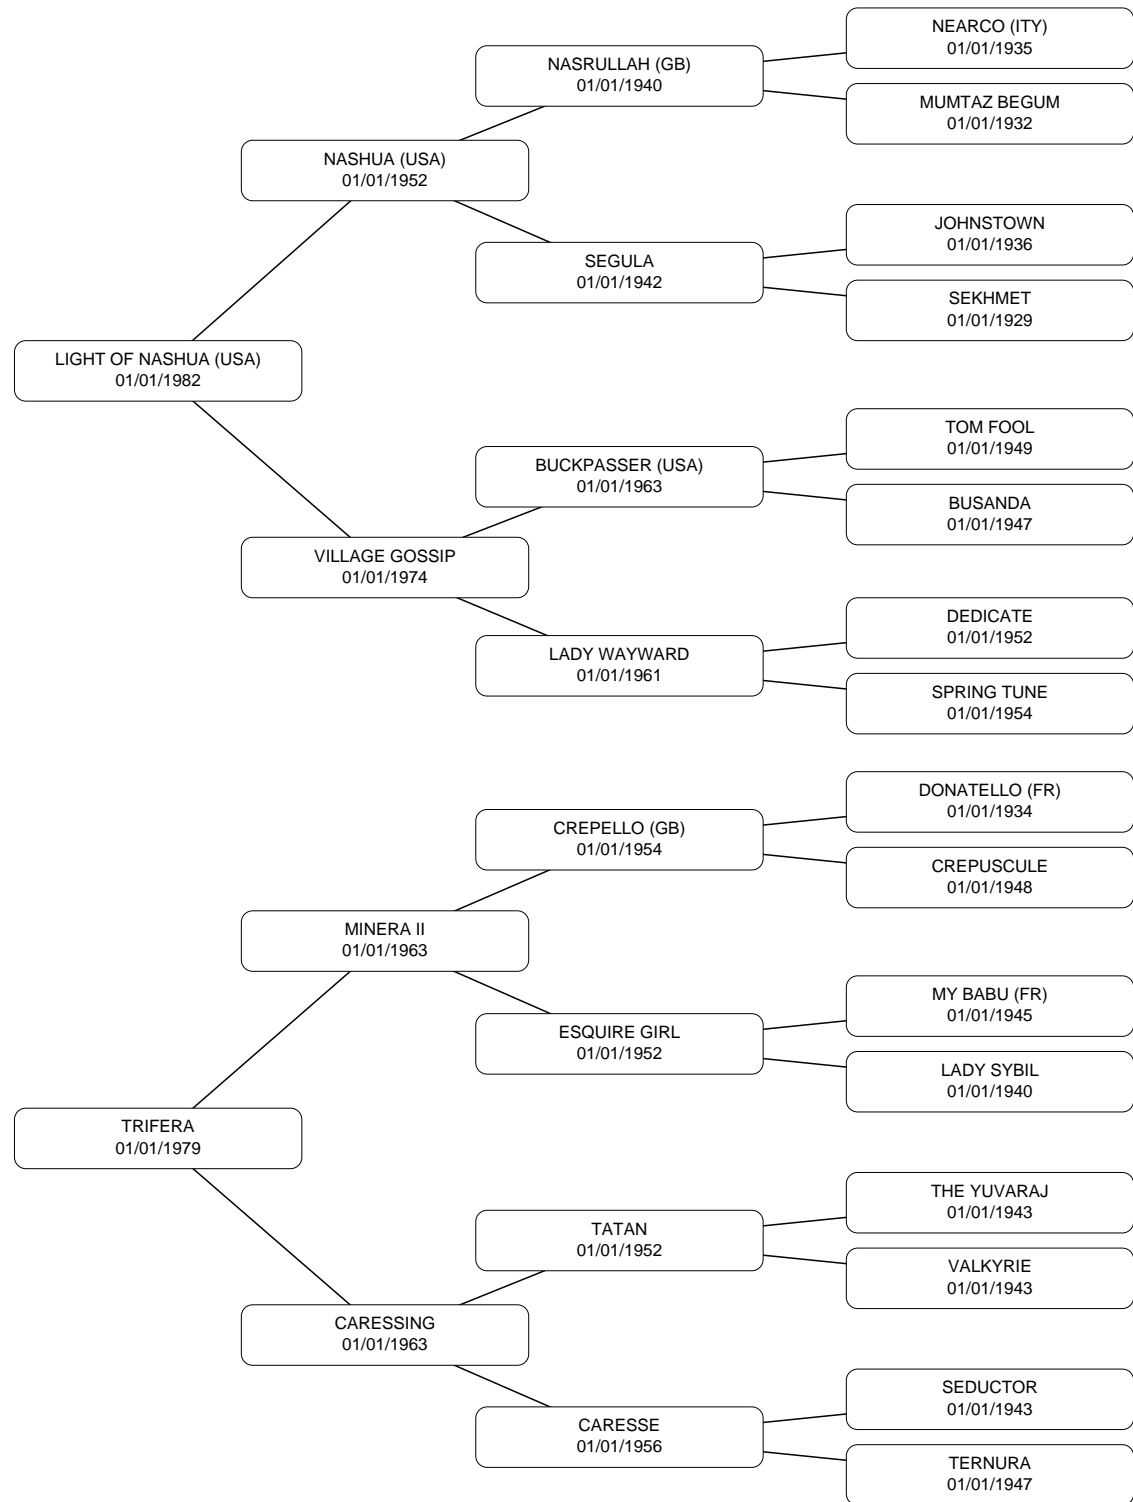 NEARCO (ITY)
01/01/1935
NASRULLAH (GB)
01/01/1940
MUMTAZ BEGUM
01/01/1932
NASHUA (USA)
01/01/1952
JOHNSTOWN
01/01/1936
SEGULA
01/01/1942
SEKHMET
01/01/1929
LIGHT OF NASHUA (USA)
01/01/1982
TOM FOOL
01/01/1949
BUCKPASSER (USA)
01/01/1963
BUSANDA
01/01/1947
VILLAGE GOSSIP
01/01/1974
DEDICATE
01/01/1952
LADY WAYWARD
01/01/1961
SPRING TUNE
01/01/1954
DONATELLO (FR)
01/01/1934
CREPELLO (GB)
01/01/1954
CREPUSCULE
01/01/1948
MINERA II
01/01/1963
MY BABU (FR)
01/01/1945
ESQUIRE GIRL
01/01/1952
LADY SYBIL
01/01/1940
TRIFERA
01/01/1979
THE YUVARAJ
01/01/1943
TATAN
01/01/1952
VALKYRIE
01/01/1943
CARESSING
01/01/1963
SEDUCTOR
01/01/1943
CARESSE
01/01/1956
TERNURA
01/01/1947